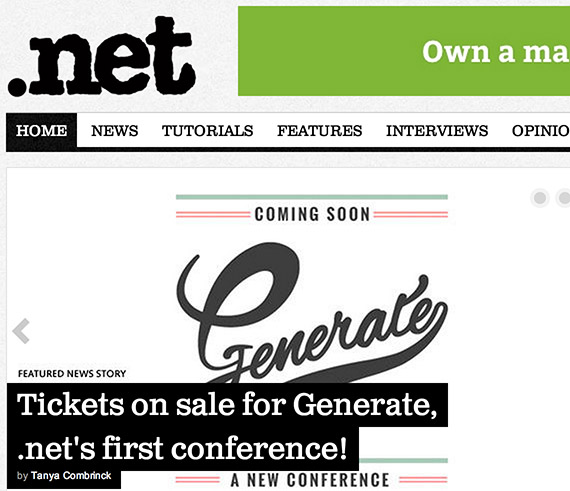 .net
Own a ma
HOME NEWS TUTORIALS FEATURES INTERVIEWS OPINIO
COMING SOON
Generate
FEATURED NEWS STORY
Tickets on sale for Generate,
.net's first conference!
by Tanya Combrinck
A NEW CONFERENCE